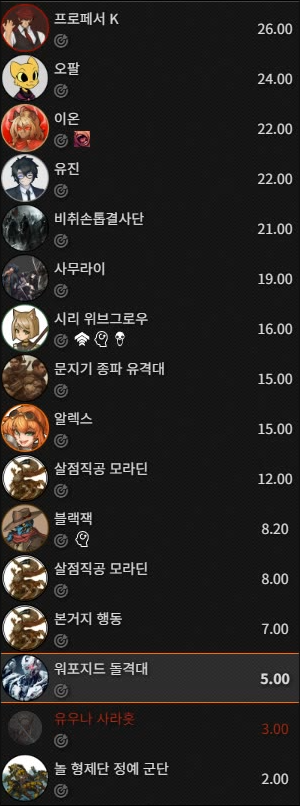 프로페서 K
26.00
오팔
24.00
이온
22.00
유진
22.00
비취손톱결사단
21.00
사무라이
19.00
시리 위브그로우
16.00
문지기 종파 유격대
15.00
알렉스
15.00
살점직공 모라딘
12.00
블랙잭
8.20
살점직공 모라딘
8.00
본거지 행동
7.00
워포지드 돌격대
5.00
유우나 사라홋
3.00
놀 형제단 정예 군단
2.00